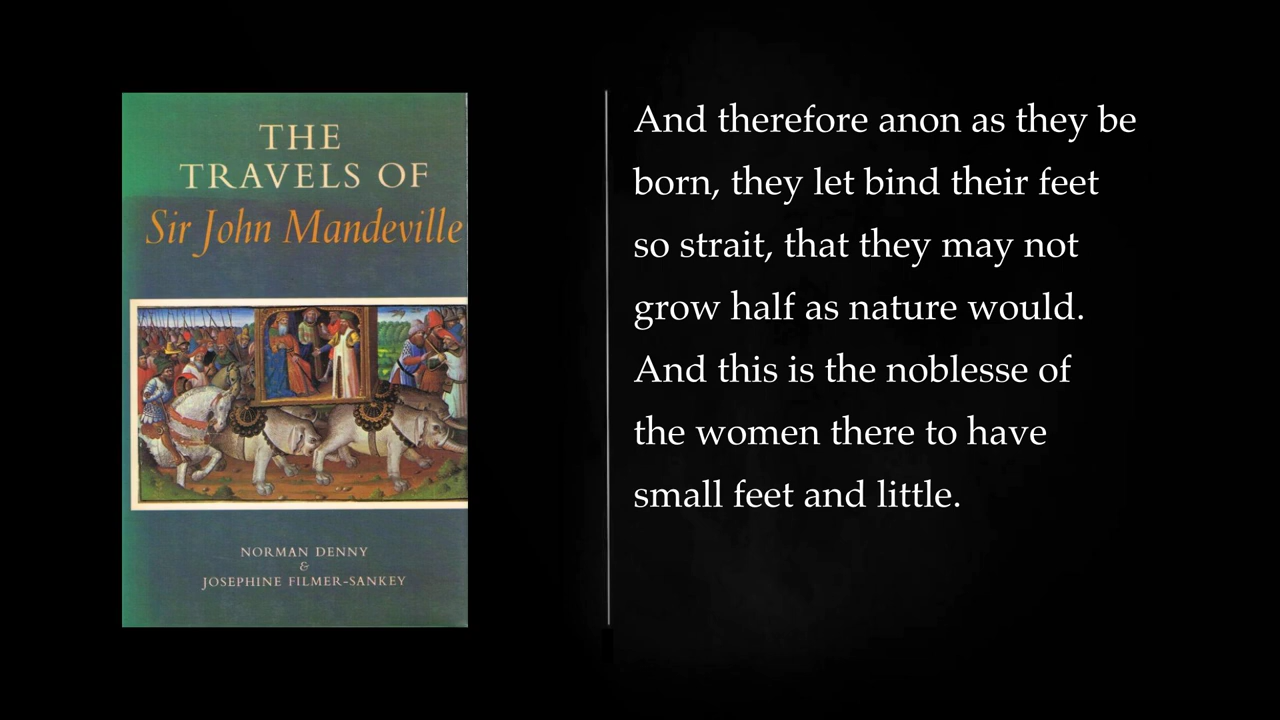 THE
TRAVELS OF
Sir John Mandeville
NORMAN DENNY
&
JOSEPHINE FILMER-SANKEY
And therefore anon as they be
born, they let bind their feet
so strait, that they may not
grow half as nature would.
And this is the noblesse of
the women there to have
small feet and little.